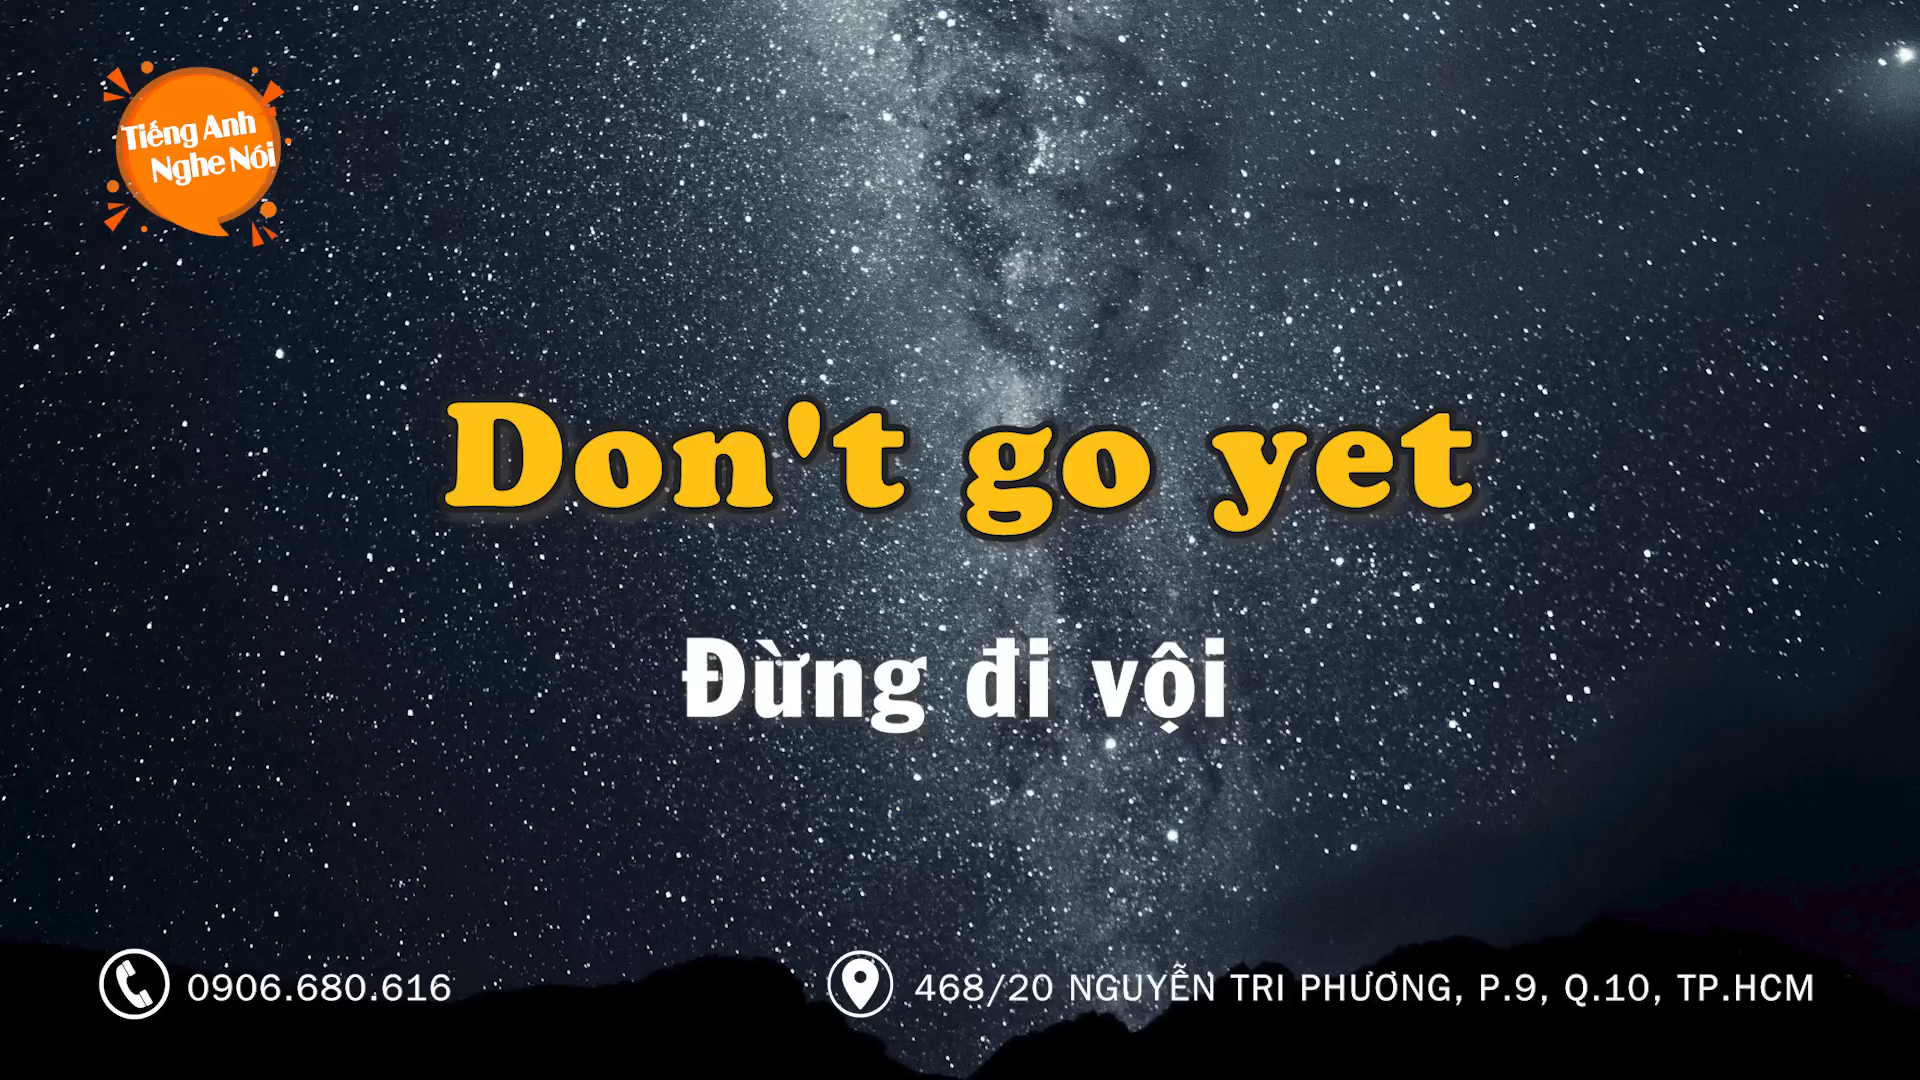 Tiếng Anh
Nghe Nói
Don't go yet
Đừng đi vội
0906.680.616
468/20 NGUYỄN TRI PHƯƠNG, P.9, Q.10, TP.HCM